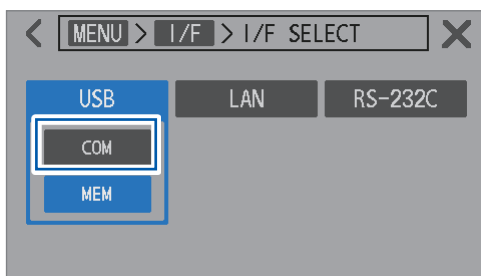 MENU > I/F > I/F SELECT
USB LAN RS-232C
COM
MEM